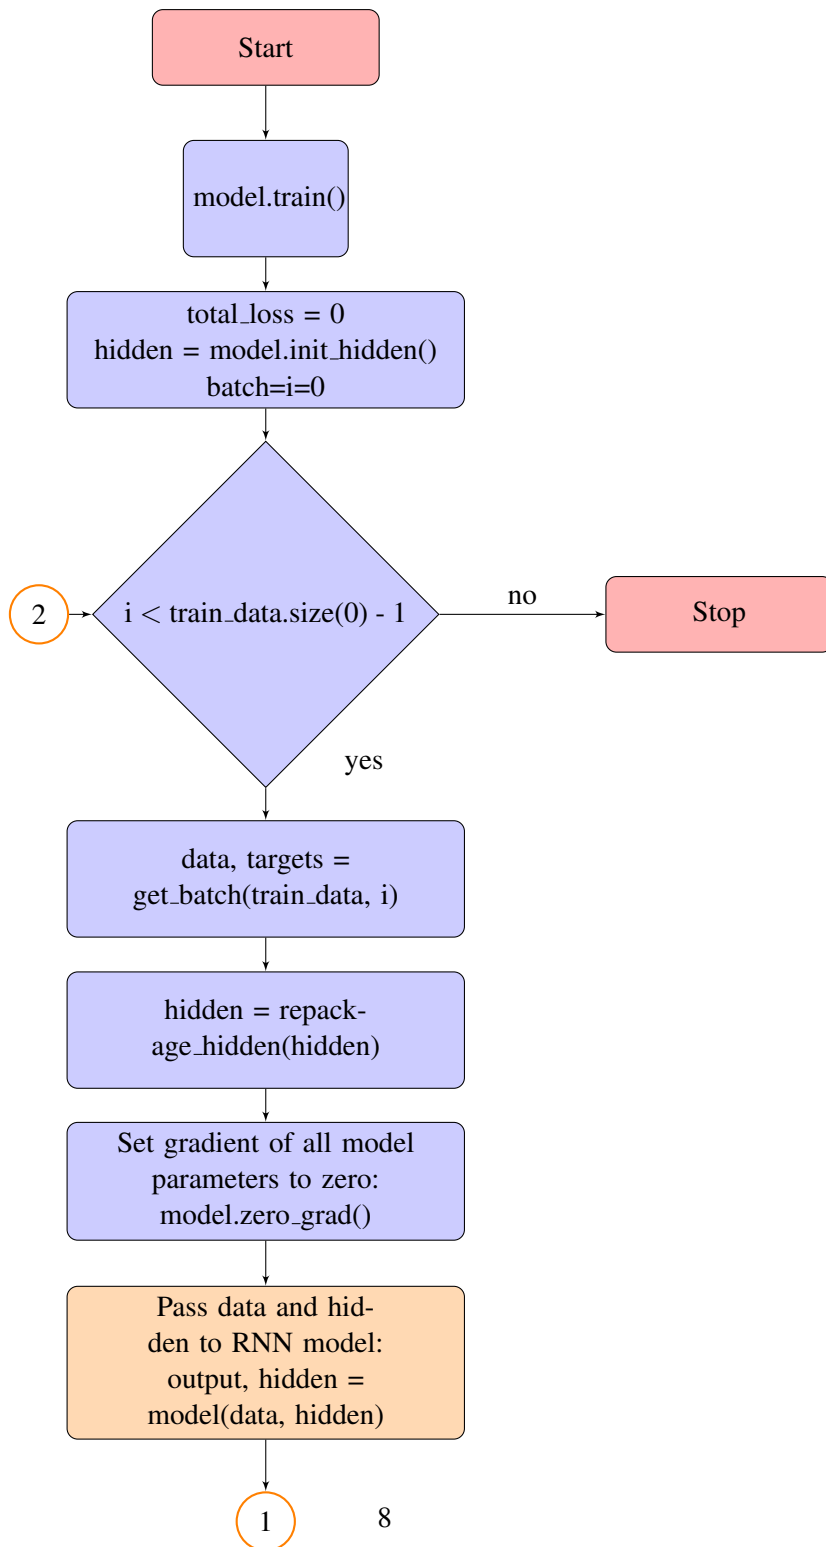 Start
model.train()
total_loss = 0
hidden = model.init_hidden()
batch=i=0
2
i < train_data.size(0) - 1
no
Stop
yes
data, targets =
get_batch(train_data, i)
hidden = repack-
age_hidden(hidden)
Set gradient of all model
parameters to zero:
model.zero_grad()
Pass data and hid-
den to RNN model:
output, hidden =
model(data, hidden)
1
8